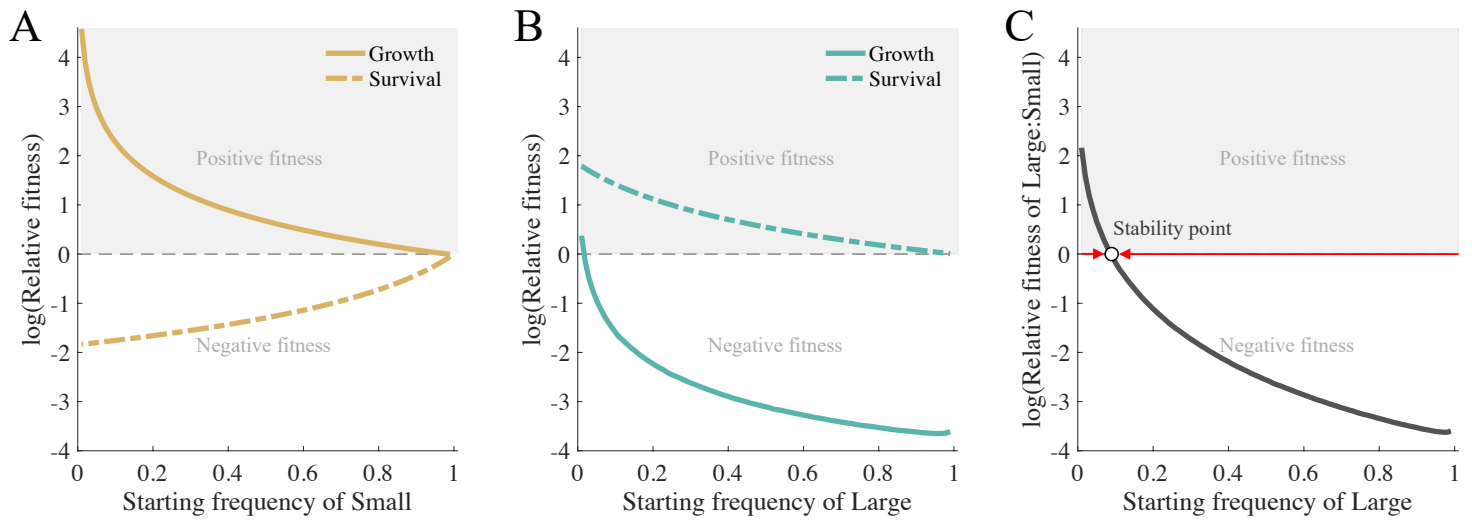 A
log(Relative fitness)
4
3
2
1
0
-1
-2
-3
-4
Growth
Survival
Positive fitness
Negative fitness
0
0.2
0.4
0.6
0.8
1
Starting frequency of Small
B
log(Relative fitness)
4
3
2
1
0
-1
-2
-3
-4
Growth
Survival
Positive fitness
Negative fitness
0
0.2
0.4
0.6
0.8
1
Starting frequency of Large
C
log(Relative fitness of Large:Small)
4
3
2
1
0
-1
-2
-3
-4
Positive fitness
Stability point
Negative fitness
0
0.2
0.4
0.6
0.8
1
Starting frequency of Large